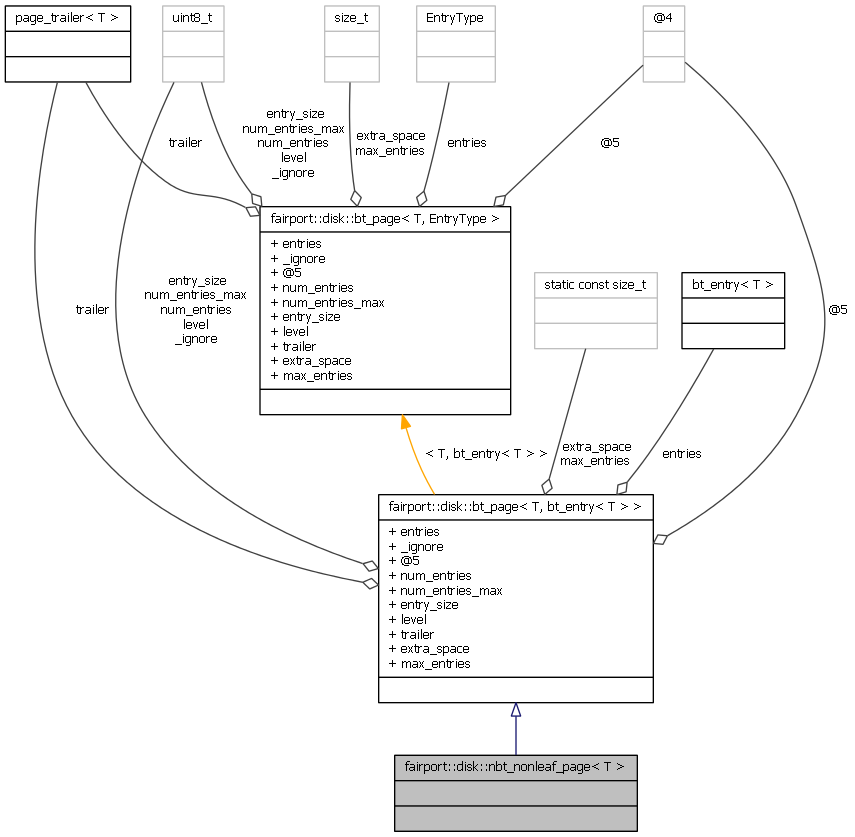 page_trailer< T >
uint8_t
size_t
EntryType
@4
entry_size
num_entries_max
num_entries
level
_ignore
trailer
extra_space
max_entries
entries
@5
fairport::disk::bt_page< T, EntryType >
+ entries
+ _ignore
+ @5
+ num_entries
+ num_entries_max
+ entry_size
+ level
+ trailer
+ extra_space
+ max_entries
entry_size
num_entries_max
num_entries
level
_ignore
trailer
static const size_t
bt_entry< T >
@5
< T, bt_entry< T > >
extra_space
max_entries
entries
fairport::disk::bt_page< T, bt_entry< T > >
+ entries
+ _ignore
+ @5
+ num_entries
+ num_entries_max
+ entry_size
+ level
+ trailer
+ extra_space
+ max_entries
fairport::disk::nbt_nonleaf_page< T >